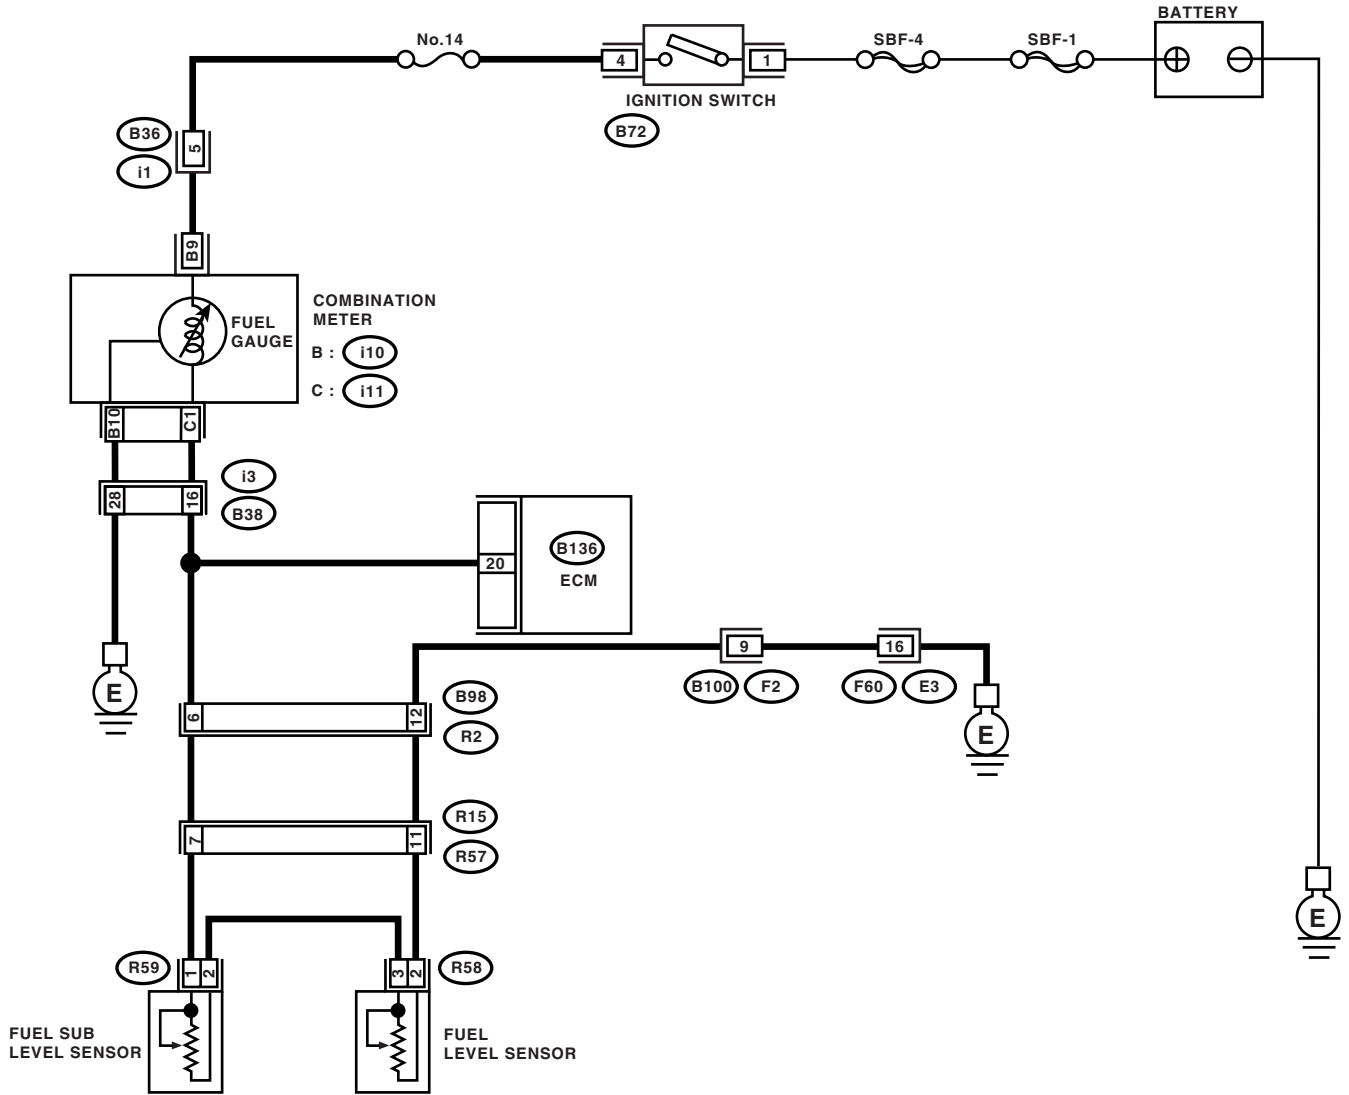 BATTERY
No.14
SBF-4
SBF-1
4
1
IGNITION SWITCH
B72
B36
i1
5
B9
FUEL
GAUGE
COMBINATION
METER
B : i10
C : i11
B10
C1
28
16
i3
B38
20
B136
ECM
E
9
16
B100
F2
F60
E3
E
6
12
B98
R2
7
11
R15
R57
E
R59
1
2
3
2
R58
FUEL SUB
LEVEL SENSOR
FUEL
LEVEL SENSOR